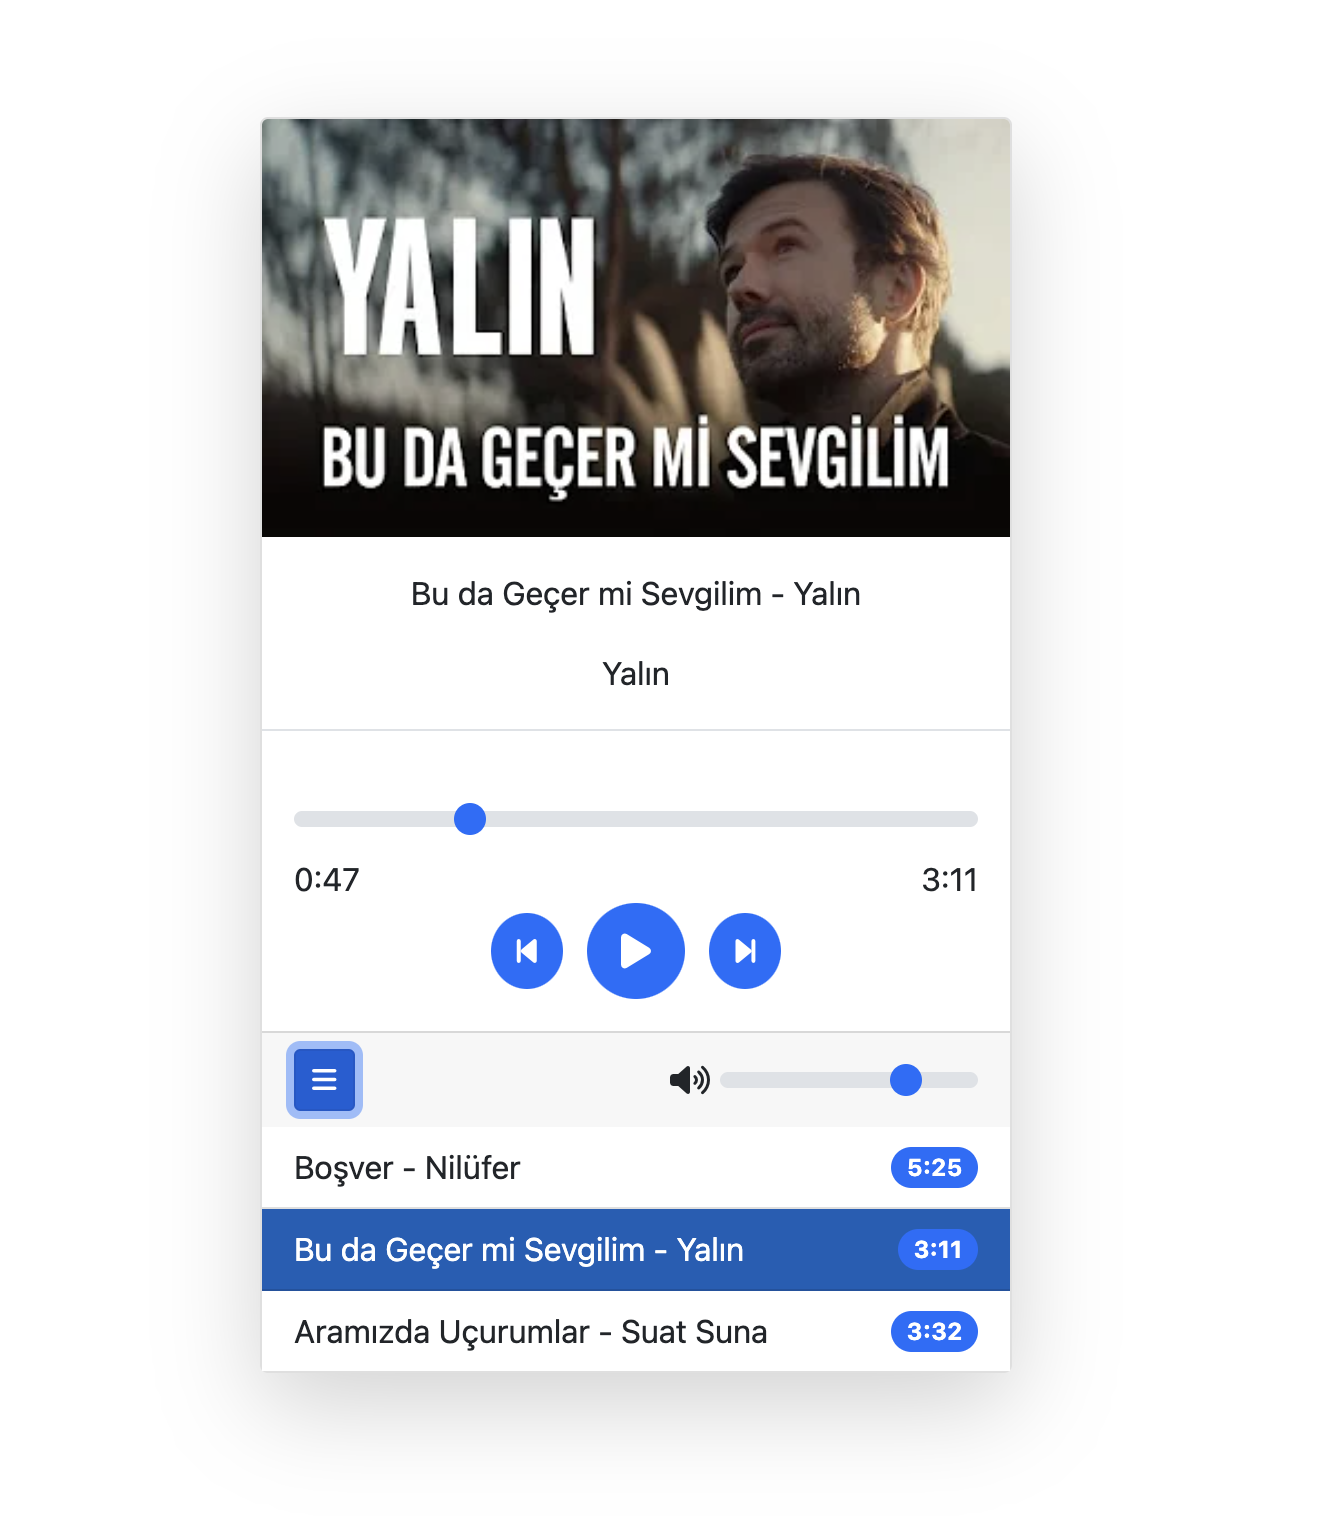 YALIN
BU DA GEÇER Mİ SEVGİLİM
Bu da Geçer mi Sevgilim - Yalın
Yalın
0:47 3:11
Boşver - Nilüfer 5:25
Bu da Geçer mi Sevgilim - Yalın 3:11
Aramızda Uçurumlar - Suat Suna 3:32